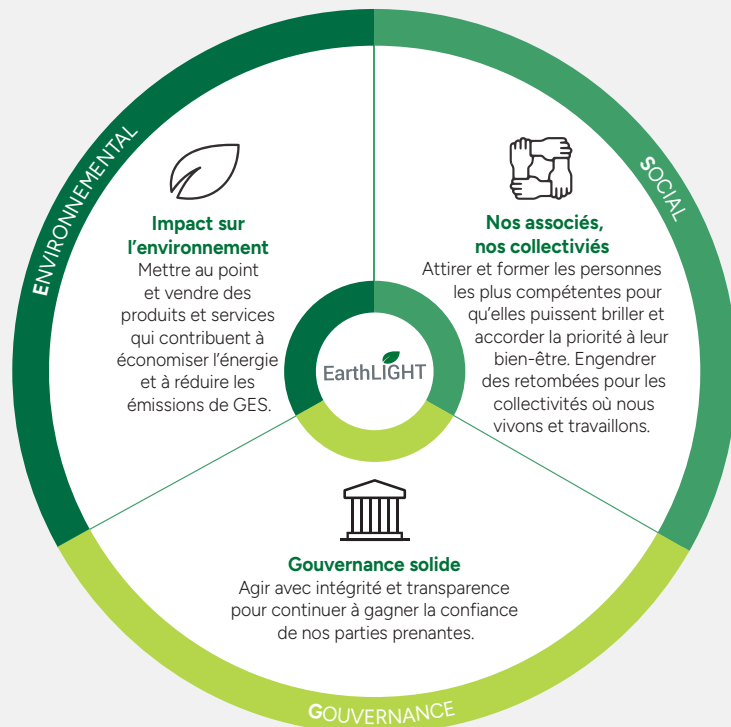 ENVIRONNEMENTAL
Impact sur
l'environnement
Mettre au point
et vendre des
produits et services
qui contribuent à
économiser l'énergie
et à réduire les
émissions de GES.
SOCIAL
Nos associés,
nos collectiviés
Attirer et former les personnes
les plus compétentes pour
qu'elles puissent briller et
accorder la priorité à leur
bien-être. Engendrer
des retombées pour les
collectivités où nous
vivons et travaillons.
EarthLIGHT
Gouvernance solide
Agir avec intégrité et transparence
pour continuer à gagner la confiance
de nos parties prenantes.
GOUVERNANCE